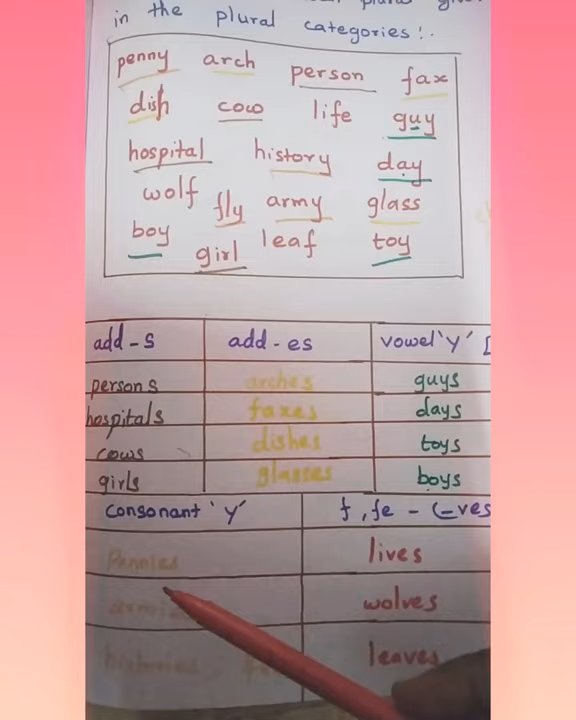 in the plural categories:.
penny arch person fax
dish cow life guy
hospital history day
wolf fly army glass
boy girl leaf toy
add-s add-es vowel 'y'
persons arches guys
hospitals faxes days
cows dishes toys
girls glasses boys
consonant 'y' f, fe - (-ves
Pennies lives
wolves
histories leaves